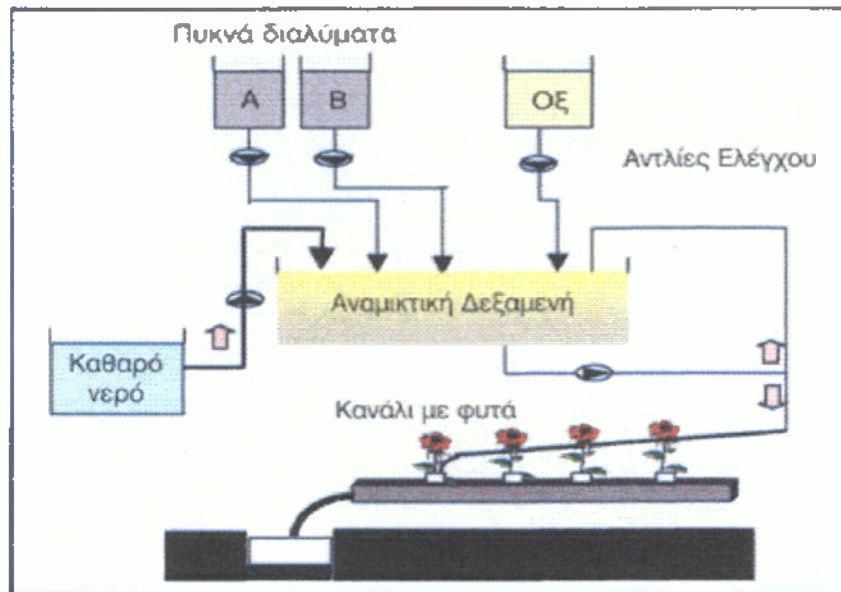 Πυκνά διαλύματα
Α
Β
Οξ
Αντλίες Ελέγχου
Αναμικτική Δεξαμενή
Καθαρό
νερό
Κανάλι με φυτά